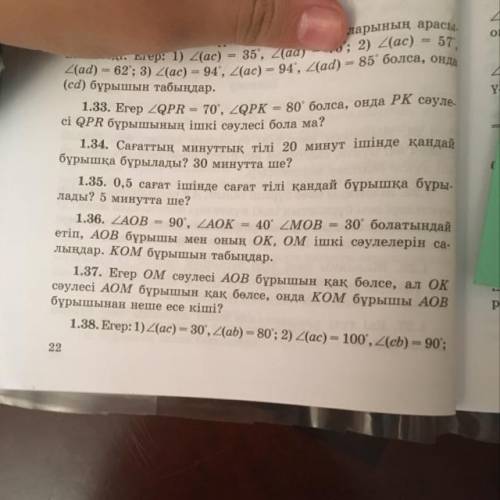 ларының арасы-
Егер: 1) ∠(ac) = 35°, ∠(ad) 2) ∠(ac) = 57°,
∠(ad) = 62°; 3) ∠(ac) = 94°, ∠(ac) = 94°, ∠(ad) = 85° болса, онда
(cd) бұрышын табыңдар.
1.33. Егер ∠QPR = 70°, ∠QPK = 80° болса, онда PK сәуле-
сі QPR бұрышының ішкі сәулесі бола ма?
1.34. Сағаттың минуттық тілі 20 минут ішінде қандай
бұрышқа бұрылады? 30 минутта ше?
1.35. 0,5 сағат ішінде сағат тілі қандай бұрышқа бұры-
лады? 5 минутта ше?
1.36. ∠AOB = 90°, ∠AOK = 40° ∠MOB = 30° болатындай
етіп, AOB бұрышы мен оның OK, OM ішкі сәулелерін са-
лыңдар. KOM бұрышын табыңдар.
1.37. Егер OM сәулесі AOB бұрышын қақ бөлсе, ал OK
сәулесі AOM бұрышын қақ бөлсе, онда KOM бұрышы AOB
бұрышынан неше есе кіші?
1.38. Егер: 1) ∠(ac) = 30°, ∠(ab) = 80°; 2) ∠(ac) = 100°, ∠(cb) = 90°;
22